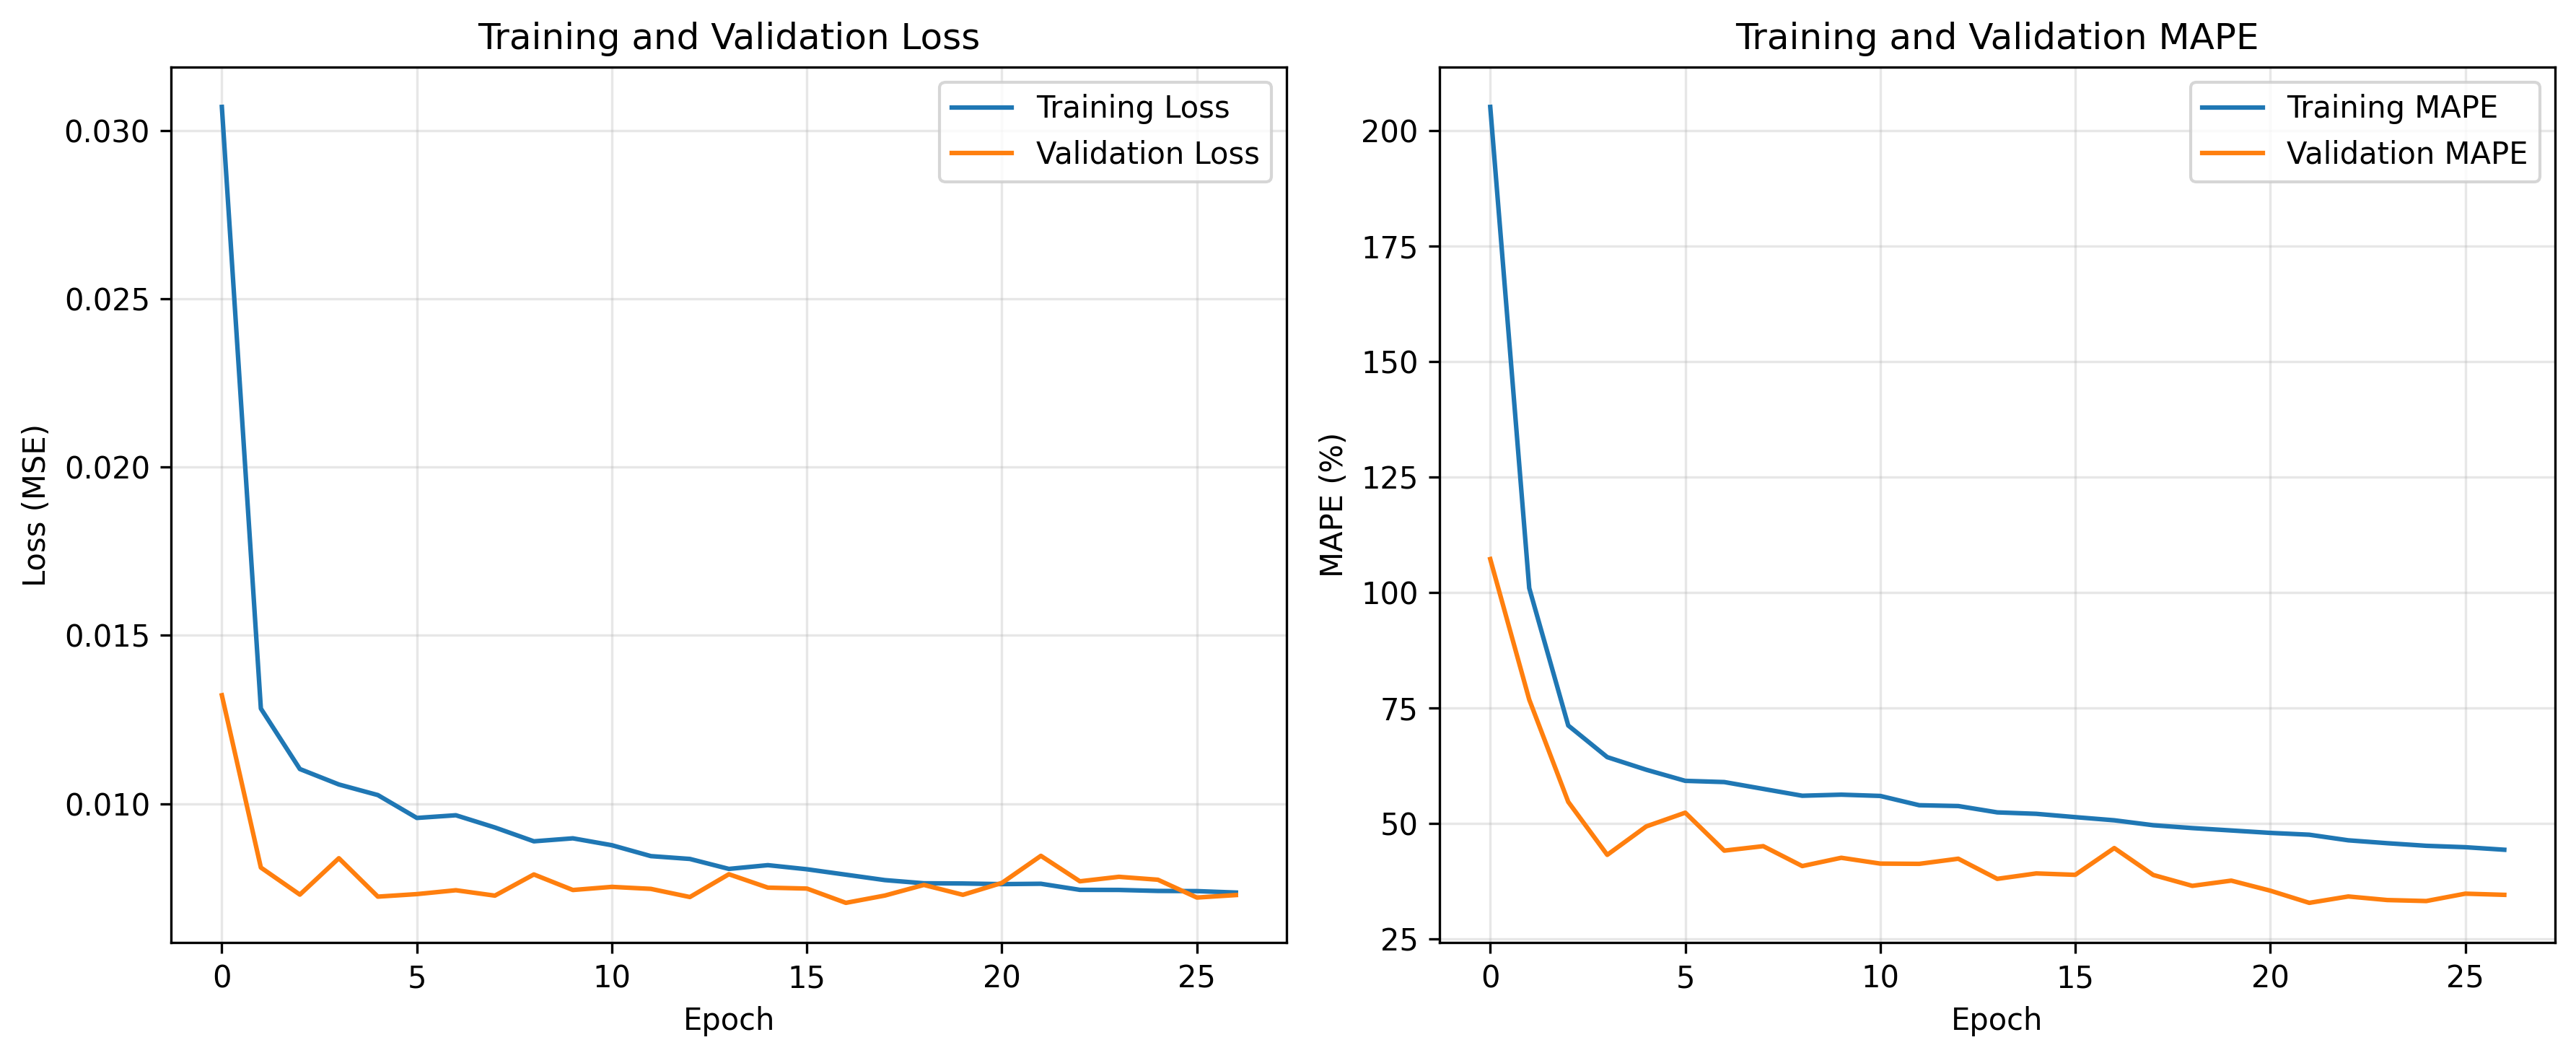 Training and Validation Loss
Training Loss
Validation Loss
0.030
0.025
0.020
0.015
0.010
Loss (MSE)
0 5 10 15 20 25
Epoch
Training and Validation MAPE
Training MAPE
Validation MAPE
200
175
150
125
100
75
50
25
MAPE (%)
0 5 10 15 20 25
Epoch